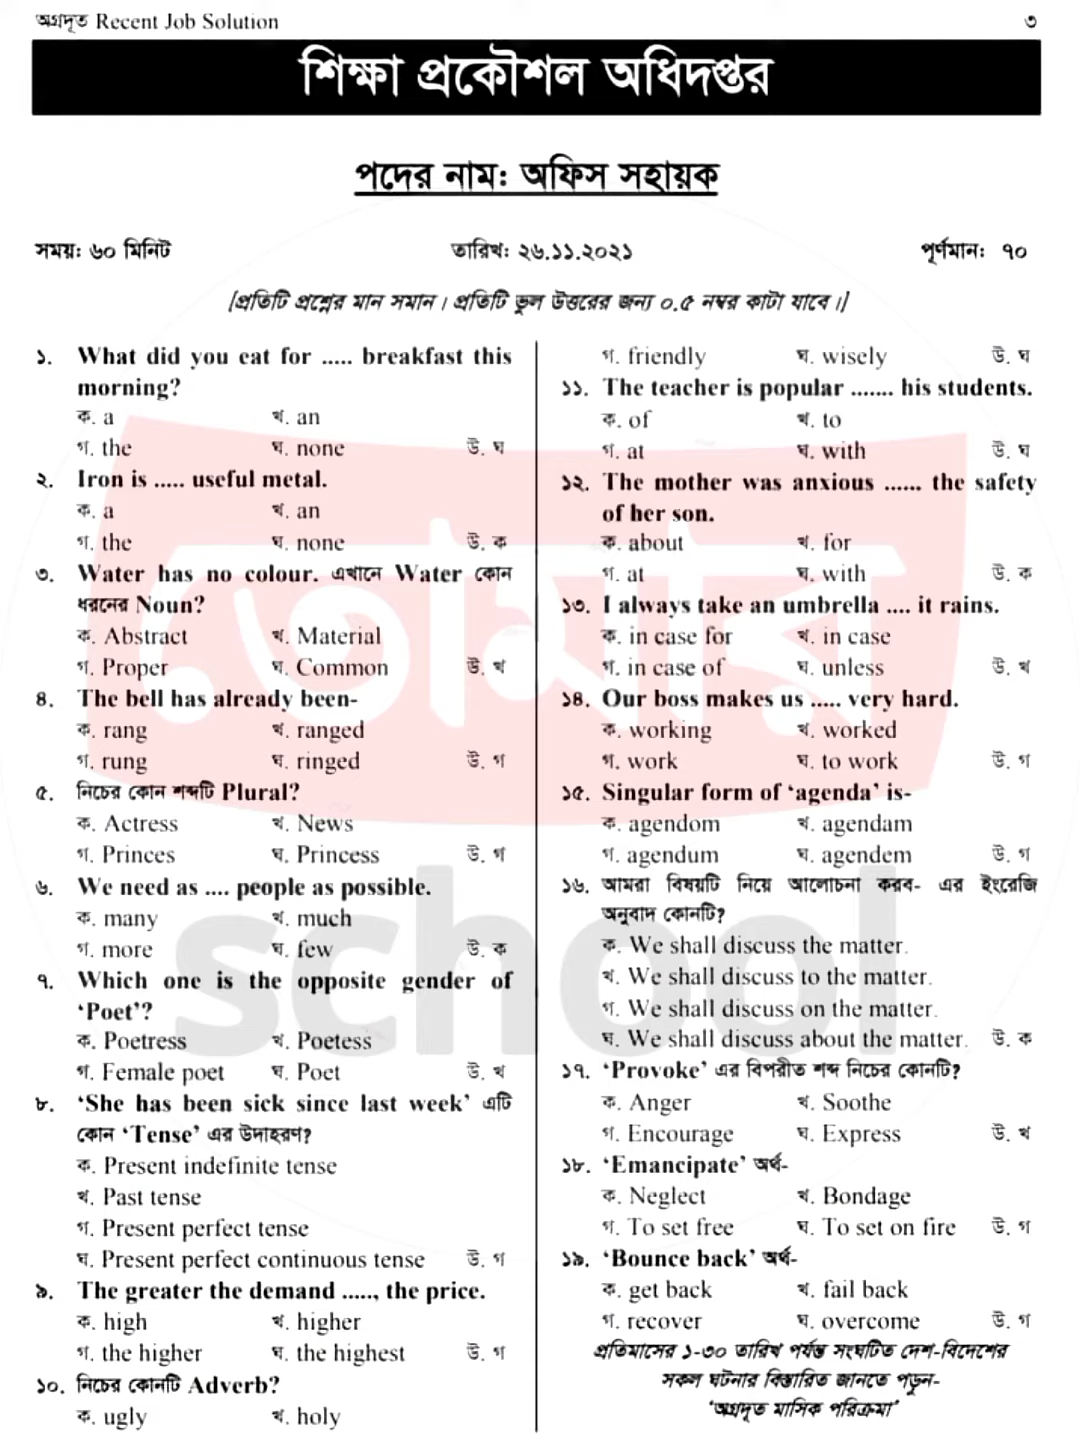 অগ্রদূত Recent Job Solution ৩
শিক্ষা প্রকৌশল অধিদপ্তর
পদের নাম: অফিস সহায়ক
সময়: ৬০ মিনিট তারিখ: ২৬.১১.২০২১ পূর্ণমান: ৭০
[প্রতিটি প্রশ্নের মান সমান। প্রতিটি ভুল উত্তরের জন্য ০.৫ নম্বর কাটা যাবে।]
১. What did you eat for ..... breakfast this
morning?
ক. a খ. an
গ. the ঘ. none উ. ঘ
২. Iron is ..... useful metal.
ক. a খ. an
গ. the ঘ. none উ. ক
৩. Water has no colour. এখানে Water কোন
ধরনের Noun?
ক. Abstract খ. Material
গ. Proper ঘ. Common উ. খ
৪. The bell has already been-
ক. rang খ. ranged
গ. rung ঘ. ringed উ. গ
৫. নিচের কোন শব্দটি Plural?
ক. Actress খ. News
গ. Princes ঘ. Princess উ. গ
৬. We need as .... people as possible.
ক. many খ. much
গ. more ঘ. few উ. ক
৭. Which one is the opposite gender of
‘Poet’?
ক. Poetress খ. Poetess
গ. Female poet ঘ. Poet উ. খ
৮. ‘She has been sick since last week’ এটি
কোন ‘Tense’ এর উদাহরণ?
ক. Present indefinite tense
খ. Past tense
গ. Present perfect tense
ঘ. Present perfect continuous tense উ. গ
৯. The greater the demand ....., the price.
ক. high খ. higher
গ. the higher ঘ. the highest উ. গ
১০. নিচের কোনটি Adverb?
ক. ugly খ. holy
গ. friendly ঘ. wisely উ. ঘ
১১. The teacher is popular ....... his students.
ক. of খ. to
গ. at ঘ. with উ. ঘ
১২. The mother was anxious ...... the safety
of her son.
ক. about খ. for
গ. at ঘ. with উ. ক
১৩. I always take an umbrella .... it rains.
ক. in case for খ. in case
গ. in case of ঘ. unless উ. খ
১৪. Our boss makes us ..... very hard.
ক. working খ. worked
গ. work ঘ. to work উ. গ
১৫. Singular form of ‘agenda’ is-
ক. agendom খ. agendam
গ. agendum ঘ. agendem উ. গ
১৬. আমরা বিষয়টি নিয়ে আলোচনা করব- এর ইংরেজি
অনুবাদ কোনটি?
ক. We shall discuss the matter.
খ. We shall discuss to the matter.
গ. We shall discuss on the matter.
ঘ. We shall discuss about the matter. উ. ক
১৭. ‘Provoke’ এর বিপরীত শব্দ নিচের কোনটি?
ক. Anger খ. Soothe
গ. Encourage ঘ. Express উ. খ
১৮. ‘Emancipate’ অর্থ-
ক. Neglect খ. Bondage
গ. To set free ঘ. To set on fire উ. গ
১৯. ‘Bounce back’ অর্থ-
ক. get back খ. fail back
গ. recover ঘ. overcome উ. গ
প্রতিমাসের ১-৩০ তারিখ পর্যন্ত সংঘটিত দেশ-বিদেশের
সকল ঘটনার বিস্তারিত জানতে পড়ুন-
‘অগ্রদূত মাসিক পরিক্রমা’
তোমার
school